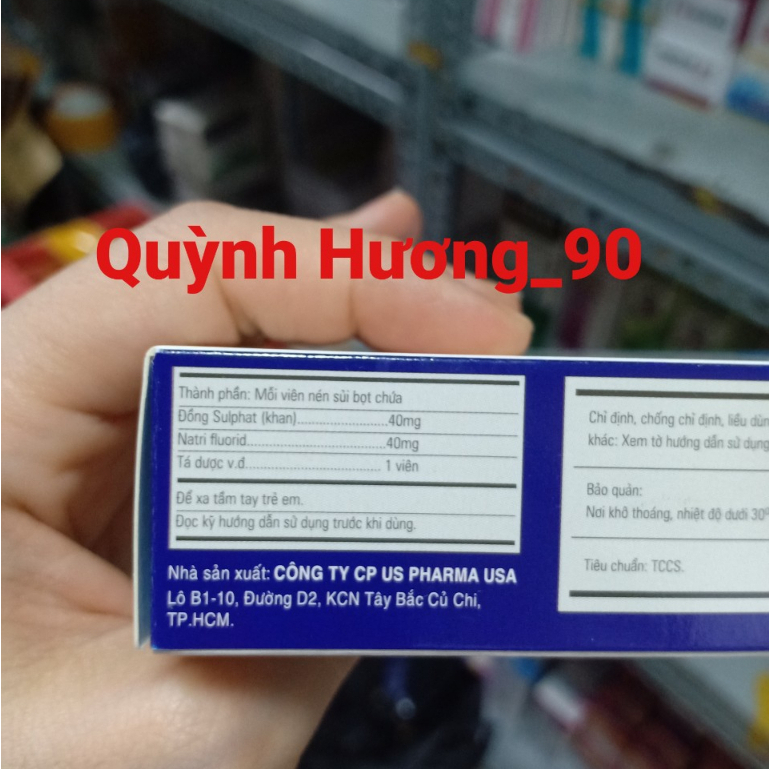 Quỳnh Hương_90
Thành phần: Mỗi viên nén sủi bọt chứa
Đồng Sulphat (khan)..........................40mg
Natri fluorid......................................40mg
Tá dược v.đ..................................... 1 viên
Để xa tầm tay trẻ em.
Đọc kỹ hướng dẫn sử dụng trước khi dùng.
Nhà sản xuất: CÔNG TY CP US PHARMA USA
Lô B1-10, Đường D2, KCN Tây Bắc Củ Chi,
TP.HCM.
Chỉ định, chống chỉ định, liều dùn
khác: Xem tờ hướng dẫn sử dụng
Bảo quản:
Nơi khô thoáng, nhiệt độ dưới 30º
Tiêu chuẩn: TCCS.